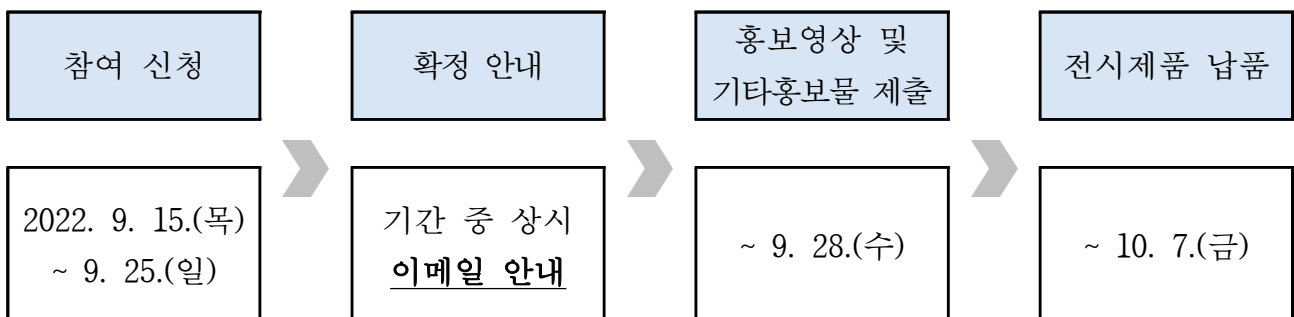 참여 신청
확정 안내
홍보영상 및
기타홍보물 제출
전시제품 납품
2022. 9. 15.(목)
~ 9. 25.(일)
기간 중 상시
이메일 안내
~ 9. 28.(수)
~ 10. 7.(금)